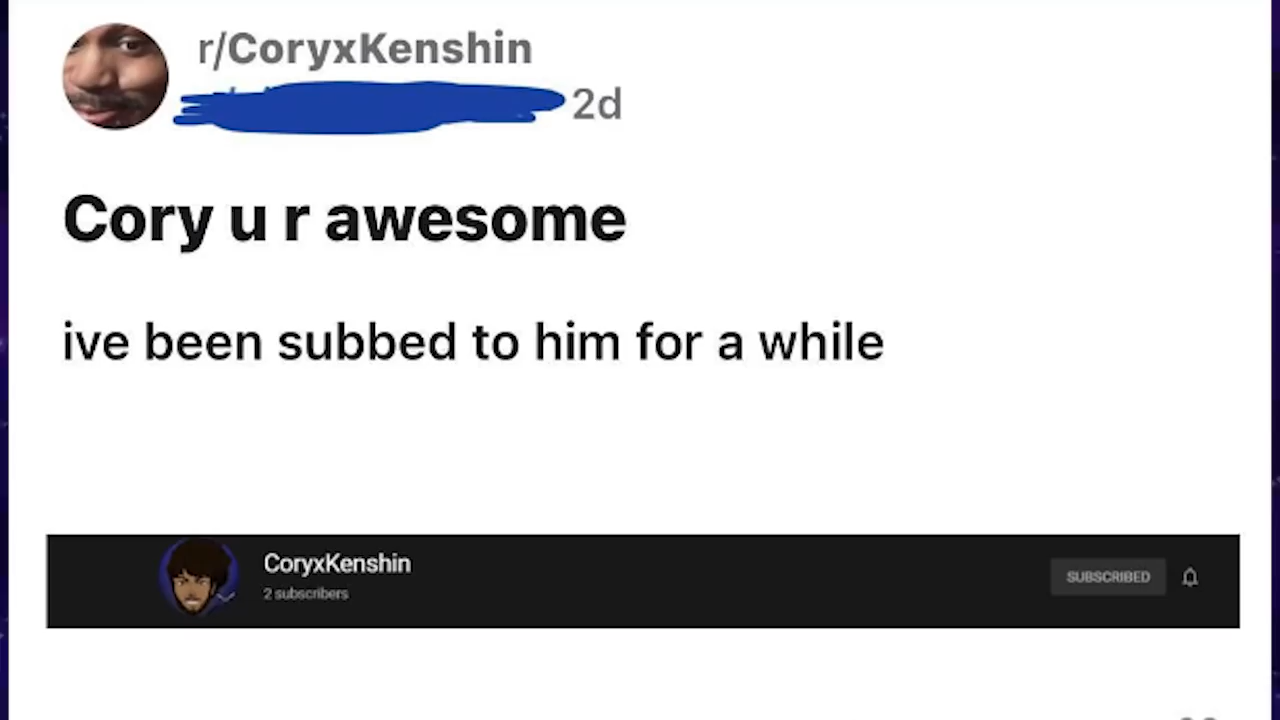 r/CoryxKenshin
2d
Cory u r awesome
ive been subbed to him for a while
CoryxKenshin
2 subscribers
SUBSCRIBED